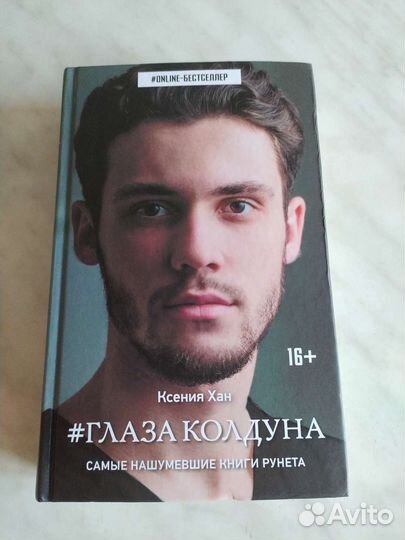 #ONLINE-БЕСТСЕЛЛЕР
16+
Ксения Хан
#ГЛАЗА КОЛДУНА
САМЫЕ НАШУМЕВШИЕ КНИГИ РУНЕТА
Avito